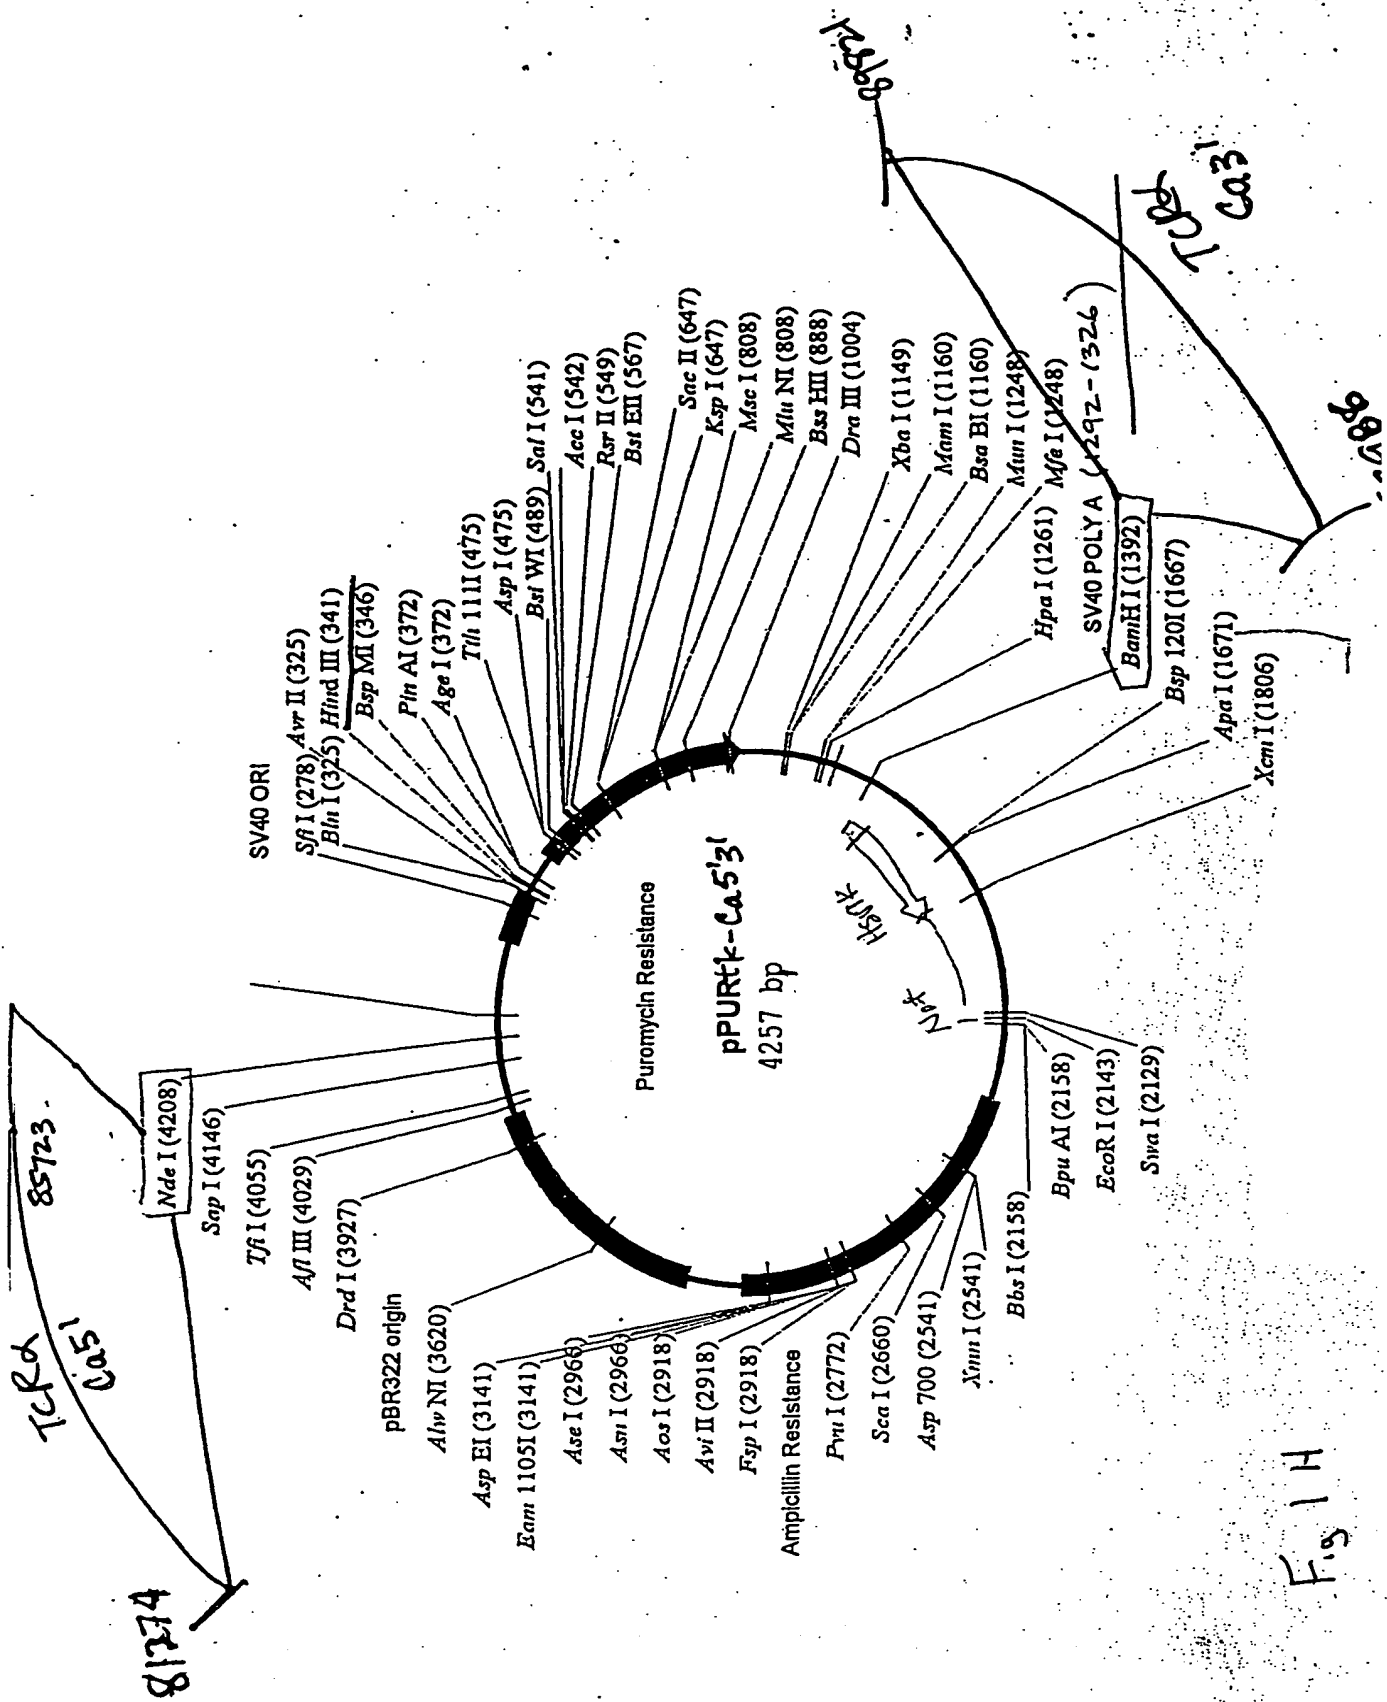 81274
TCRα
Ca5'
85723.
Nde I (4208)
Sap I (4146)
Tfi I (4055)
Afl III (4029)
Drd I (3927)
pBR322 origin
Alw NI (3620)
Asp EI (3141)
Eam 1105I (3141)
Ase I (2966)
Asn I (2966)
Aos I (2918)
Avi II (2918)
Fsp I (2918)
Ampicillin Resistance
Pvu I (2772)
Sca I (2660)
Asp 700 (2541)
Xmn I (2541)
Bbs I (2158)
Bpu AI (2158)
EcoR I (2143)
Swa I (2129)
SV40 ORI
Sfi I (278)
Bln I (325)
Avr II (325)
Hind III (341)
Bsp MI (346)
Pin AI (372)
Age I (372)
Tth 111I (475)
Asp I (475)
Bsi WI (489)
Sal I (541)
Acc I (542)
Rsr II (549)
Bst EII (567)
Sac II (647)
Ksp I (647)
Msc I (808)
Mlu NI (808)
Bss HII (888)
Dra III (1004)
Xba I (1149)
Mam I (1160)
Bsa BI (1160)
Mun I (1248)
Mfe I (1248)
Hpa I (1261)
SV40 POLY A (1292-1326)
BamH I (1392)
Bsp 120I (1667)
Apa I (1671)
Xcm I (1806)
Puromycin Resistance
pPURtk-Ca5'3'
4257 bp
HSVTK
Not
TCRα
Ca3'
Fig 1H